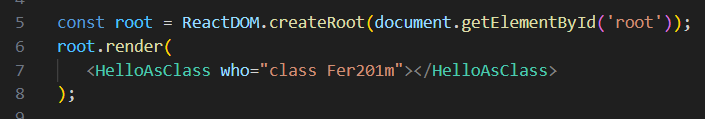 5 const root = ReactDOM.createRoot(document.getElementById('root'));
6 root.render(
7 <HelloAsClass who="class Fer201m"></HelloAsClass>
8 );
9